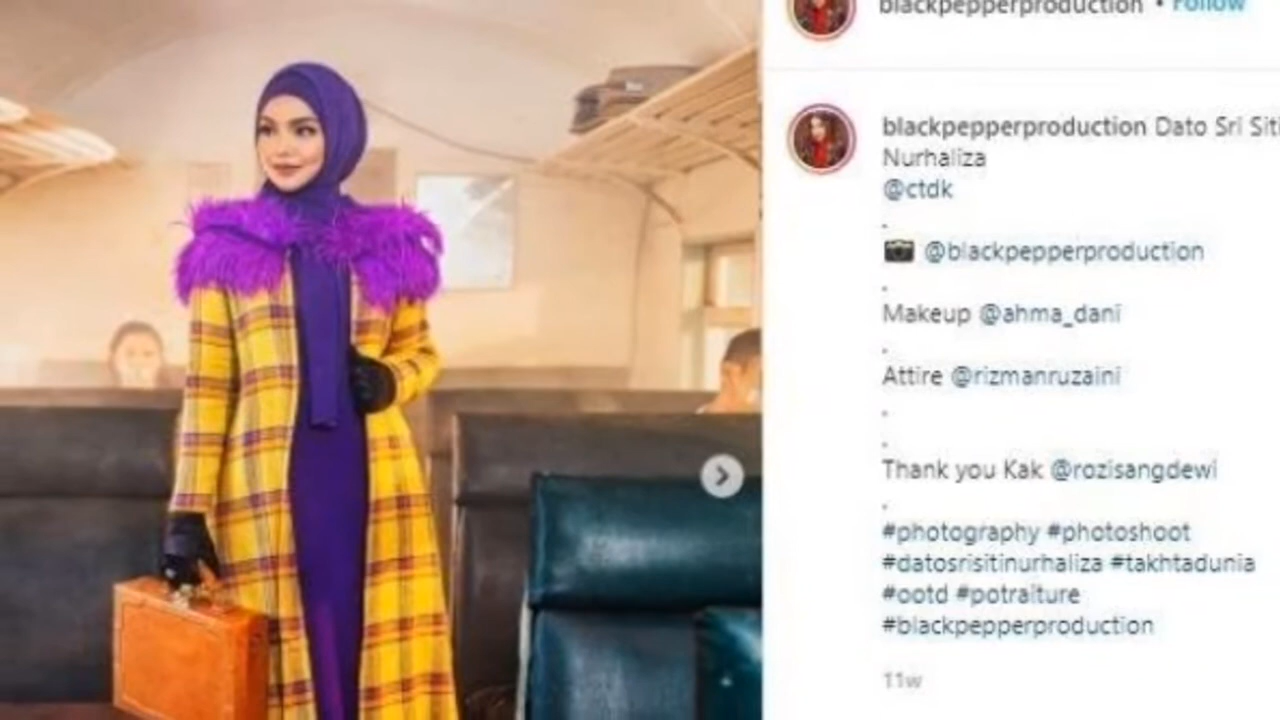 blackpepperproduction • Follow
blackpepperproduction Dato Sri Siti
Nurhaliza
@ctdk
.
📷 @blackpepperproduction
.
Makeup @ahma_dani
.
Attire @rizmanruzaini
.
.
Thank you Kak @rozisangdewi
.
#photography #photoshoot
#datosrisitinurhaliza #takhtadunia
#ootd #potraiture
#blackpepperproduction
11w